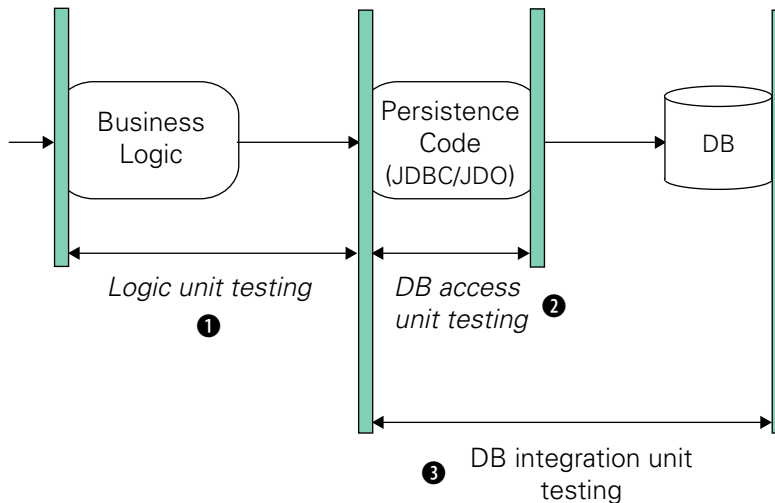 Business
Logic
Persistence
Code
(JDBC/JDO)
DB
Logic unit testing
❶
DB access
unit testing ❷
❸ DB integration unit
testing